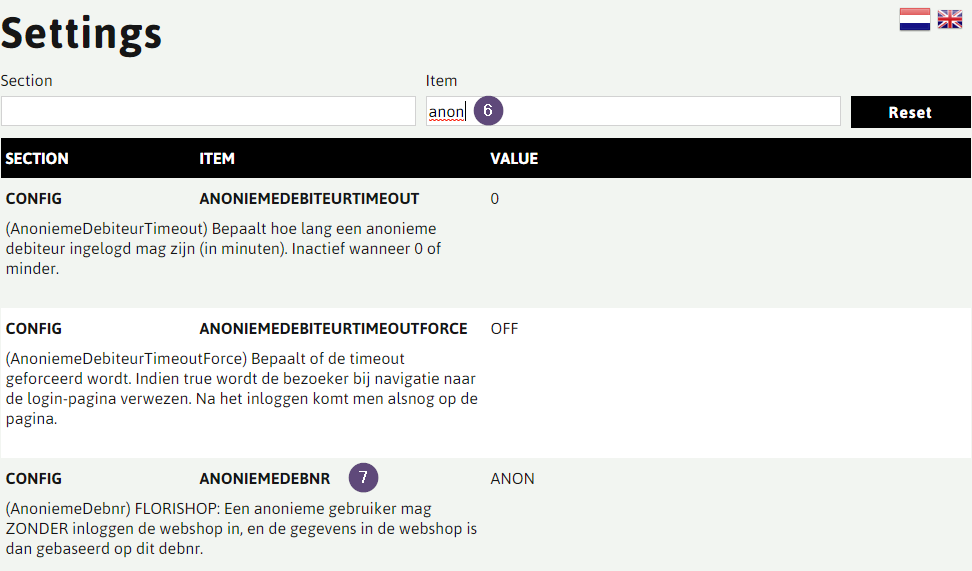 Settings
Section Item
anon 6 Reset
SECTION ITEM VALUE
CONFIG ANONIEMEDEBITEURTIMEOUT 0
(AnoniemeDebiteurTimeout) Bepaalt hoe lang een anonieme
debiteur ingelogd mag zijn (in minuten). Inactief wanneer 0 of
minder.
CONFIG ANONIEMEDEBITEURTIMEOUTFORCE OFF
(AnoniemeDebiteurTimeoutForce) Bepaalt of de timeout
geforceerd wordt. Indien true wordt de bezoeker bij navigatie naar
de login-pagina verwezen. Na het inloggen komt men alsnog op de
pagina.
CONFIG ANONIEMEDEBNR 7 ANON
(AnoniemeDebnr) FLORISHOP: Een anonieme gebruiker mag
ZONDER inloggen de webshop in, en de gegevens in de webshop is
dan gebaseerd op dit debnr.